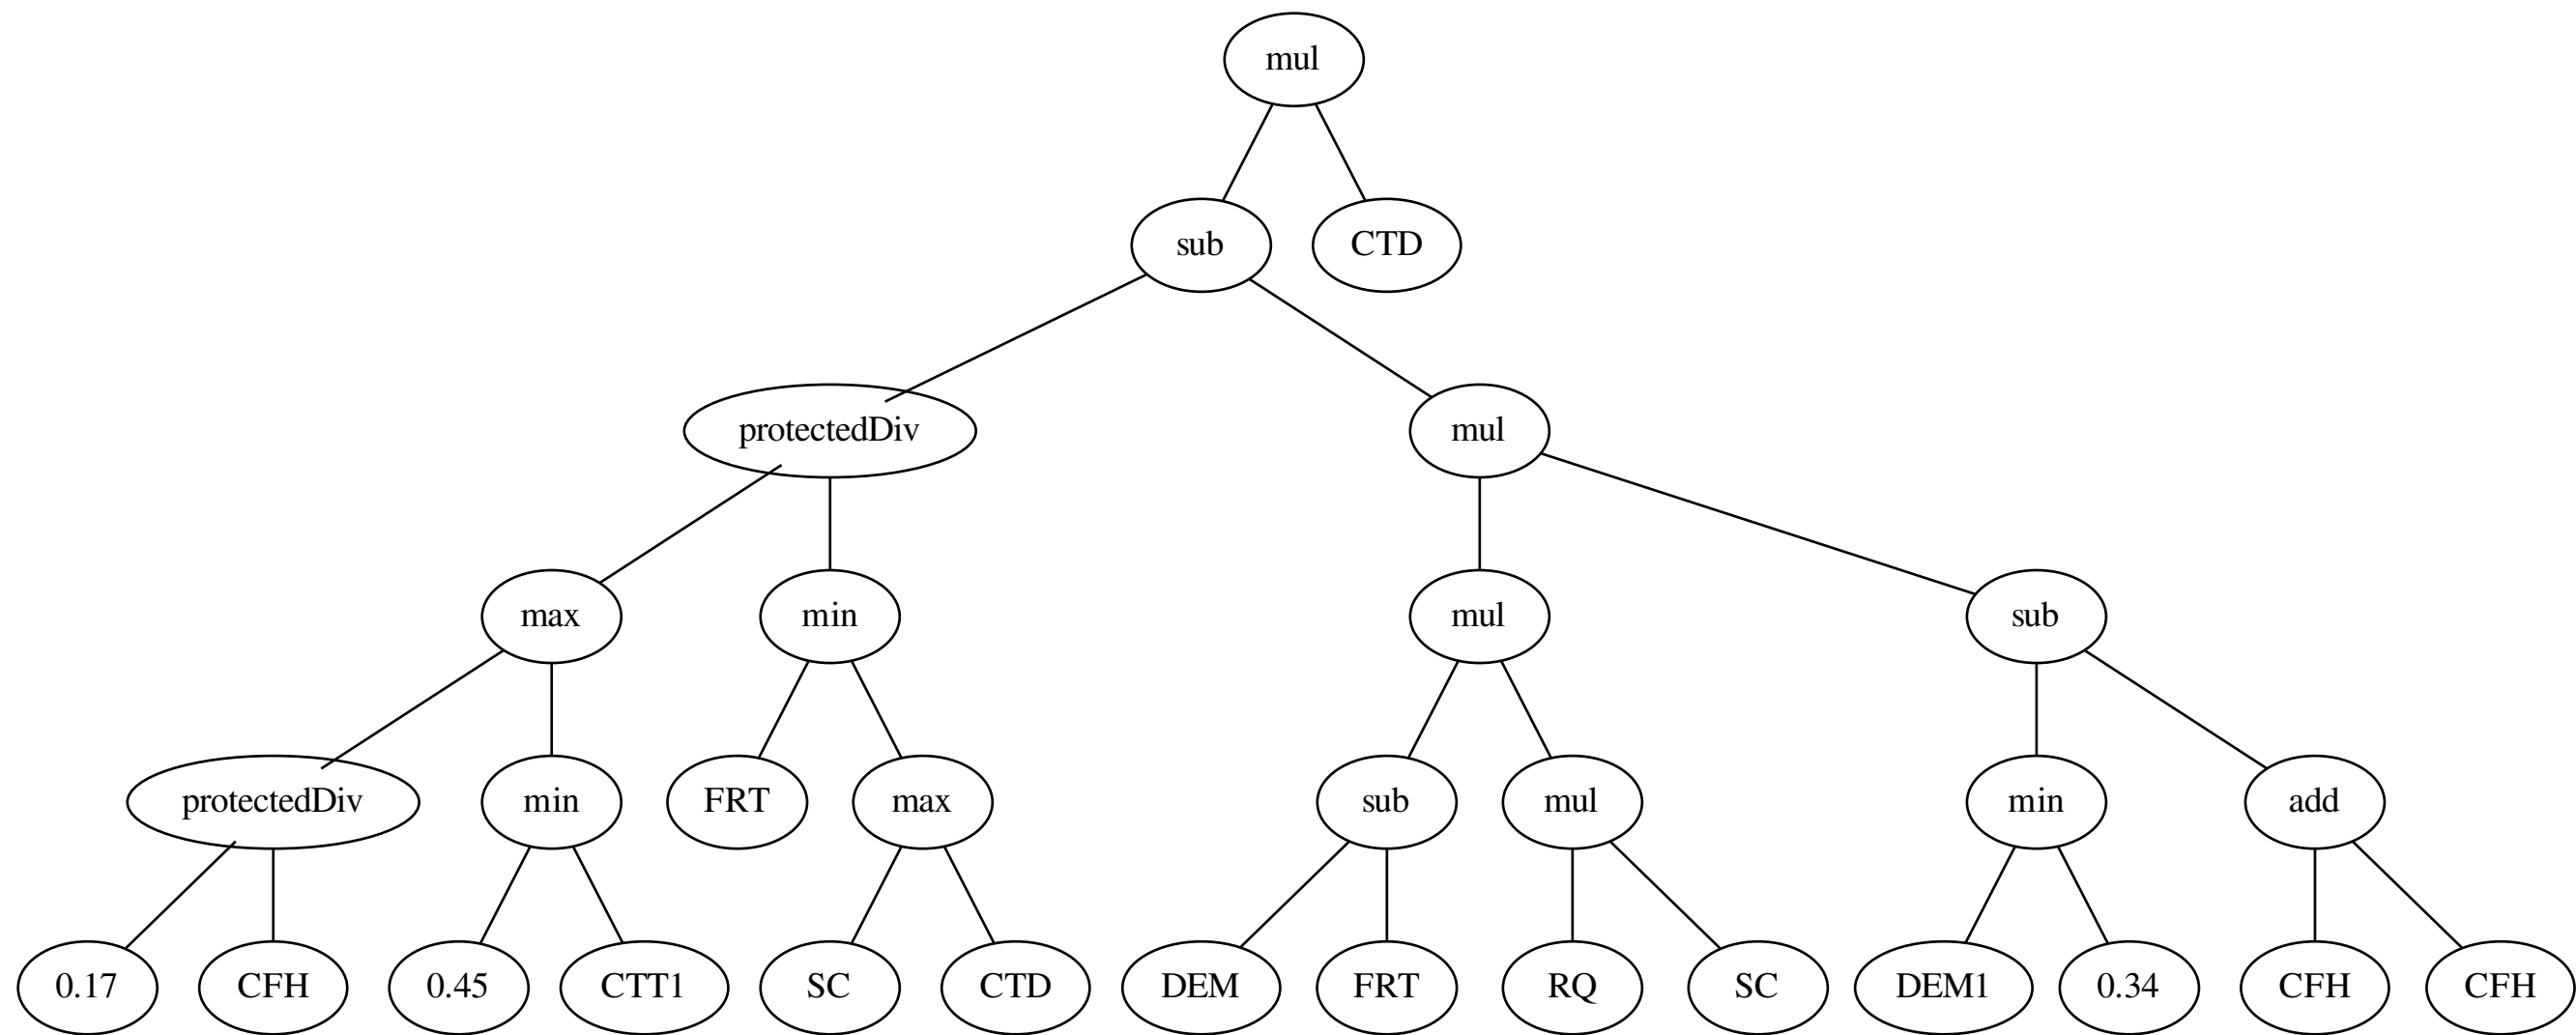 mul
sub CTD
protectedDiv mul
max min mul sub
protectedDiv min FRT max sub mul min add
0.17 CFH 0.45 CTT1 SC CTD DEM FRT RQ SC DEM1 0.34 CFH CFH